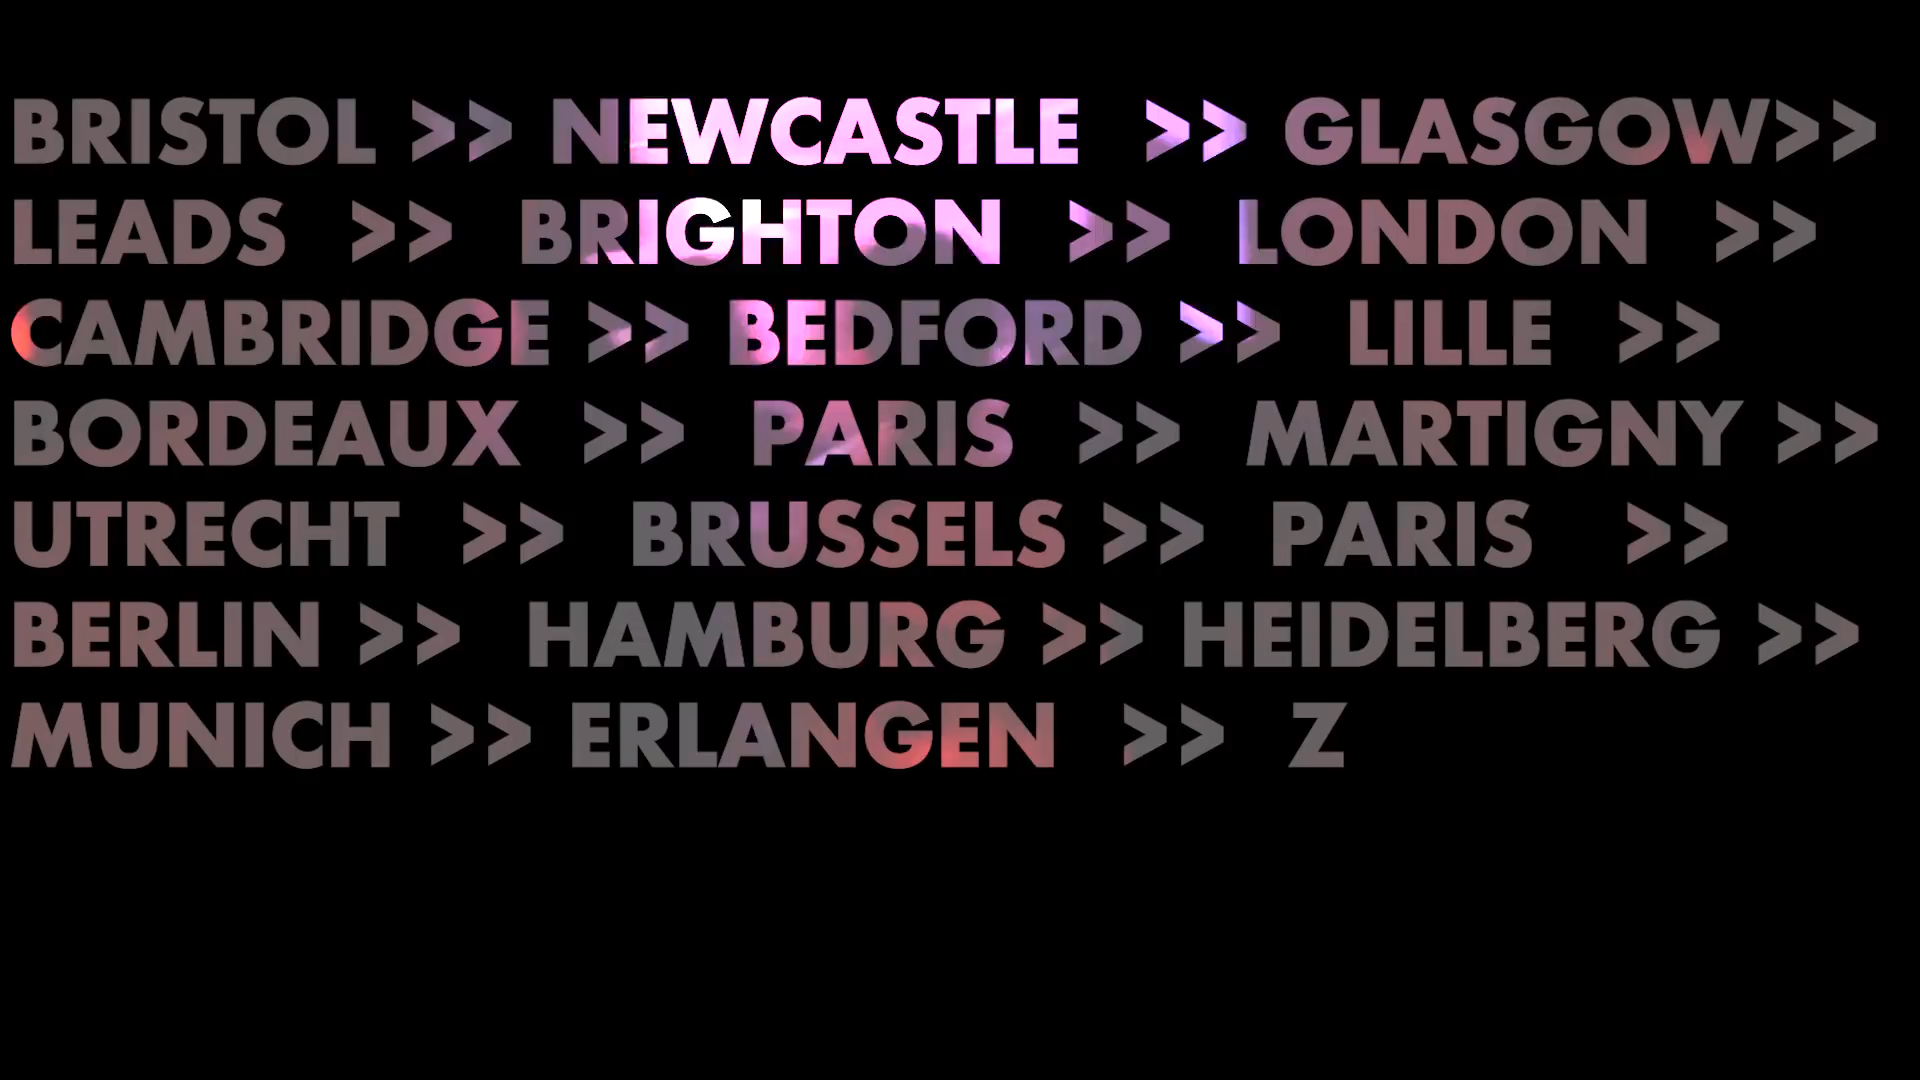 BRISTOL >> NEWCASTLE >> GLASGOW>>
LEADS >> BRIGHTON >> LONDON >>
CAMBRIDGE >> BEDFORD >> LILLE >>
BORDEAUX >> PARIS >> MARTIGNY >>
UTRECHT >> BRUSSELS >> PARIS >>
BERLIN >> HAMBURG >> HEIDELBERG >>
MUNICH >> ERLANGEN >> Z